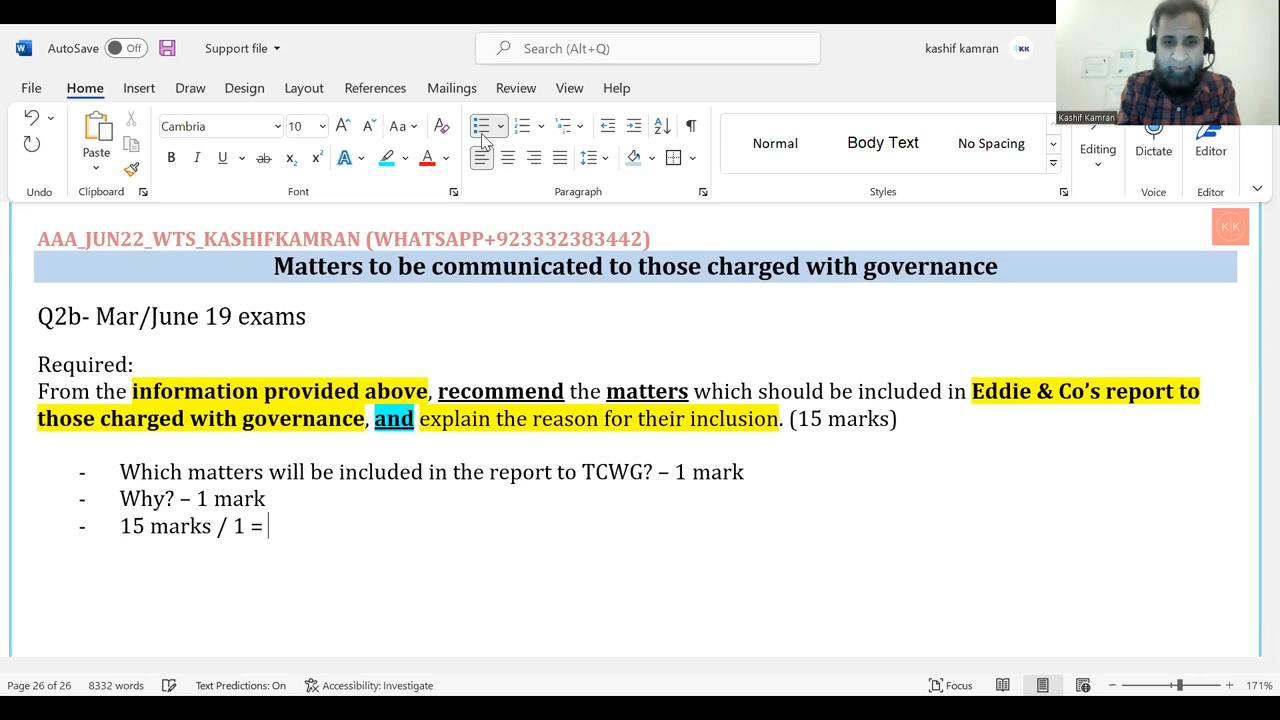 AutoSave Off Support file Search (Alt+Q) kashif kamran KK
File Home Insert Draw Design Layout References Mailings Review View Help
Kashif Kamran
Paste Cambria 10 Aa A Normal Body Text No Spacing Editing Dictate Editor
B I U ab x₂ x² A A
Undo Clipboard Font Paragraph Styles Voice Editor
AAA_JUN22_WTS_KASHIFKAMRAN (WHATSAPP+923332383442)
KK
Matters to be communicated to those charged with governance
Q2b- Mar/June 19 exams
Required:
From the information provided above, recommend the matters which should be included in Eddie & Co’s report to
those charged with governance, and explain the reason for their inclusion. (15 marks)
- Which matters will be included in the report to TCWG? – 1 mark
- Why? – 1 mark
- 15 marks / 1 =
Page 26 of 26 8332 words Text Predictions: On Accessibility: Investigate Focus 171%